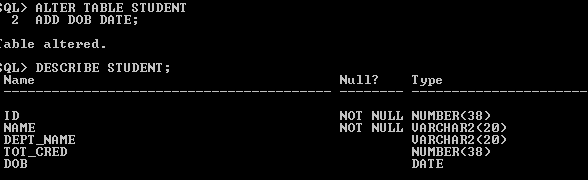 SQL> ALTER TABLE STUDENT
2 ADD DOB DATE;
Table altered.
SQL> DESCRIBE STUDENT;
Name Null? Type
----------------------------------------- -------- ----------------------
ID NOT NULL NUMBER(38)
NAME NOT NULL VARCHAR2(20)
DEPT_NAME VARCHAR2(20)
TOT_CRED NUMBER(38)
DOB DATE